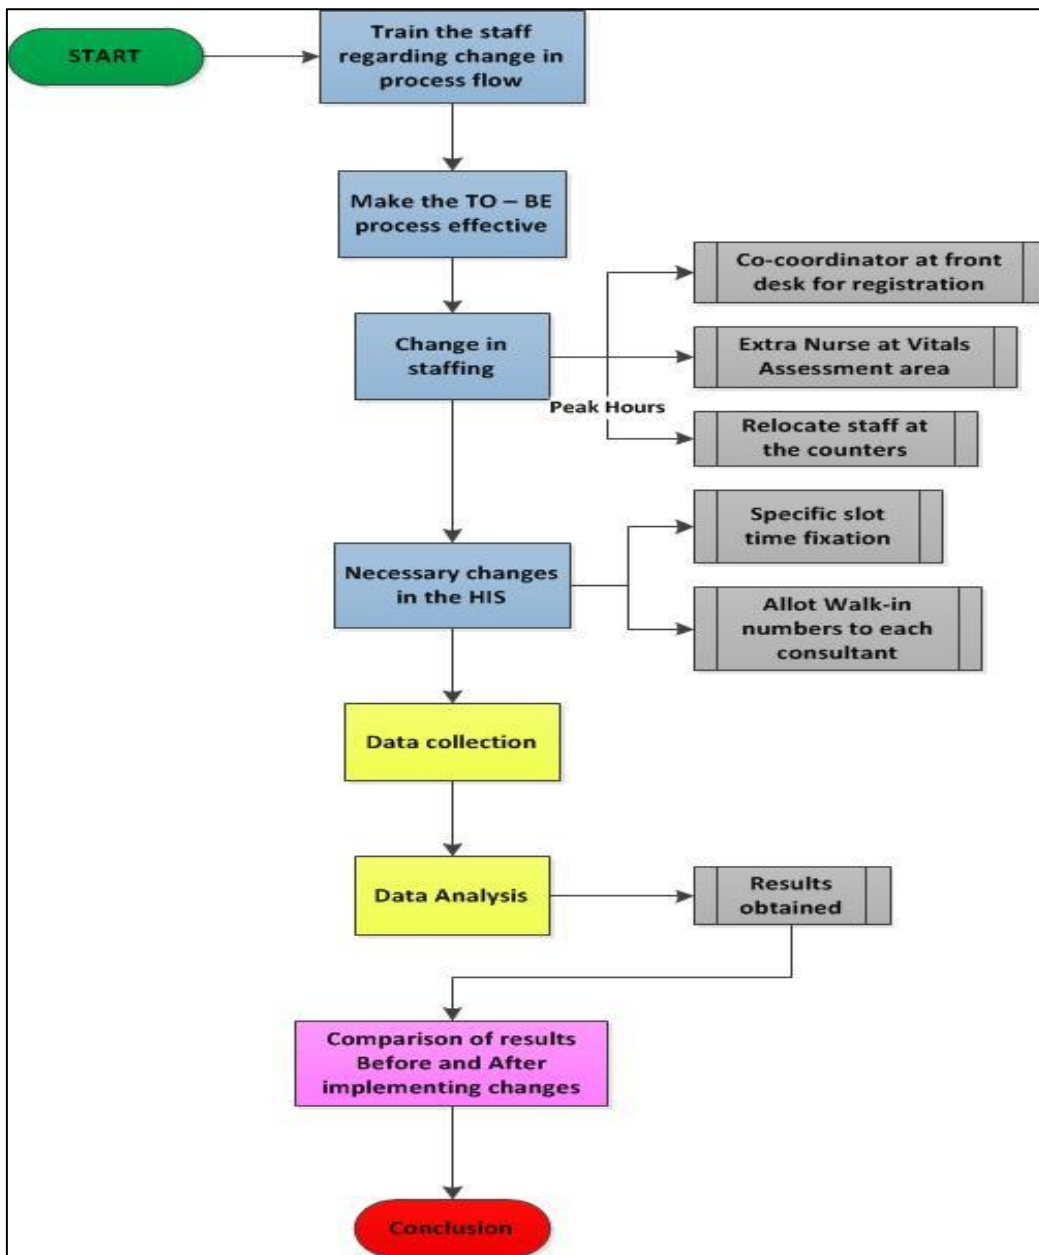 START
Train the staff
regarding change in
process flow
Make the TO – BE
process effective
Change in
staffing
Peak Hours
Co-coordinator at front
desk for registration
Extra Nurse at Vitals
Assessment area
Relocate staff at
the counters
Necessary changes
in the HIS
Specific slot
time fixation
Allot Walk-in
numbers to each
consultant
Data collection
Data Analysis
Results
obtained
Comparison of results
Before and After
implementing changes
Conclusion